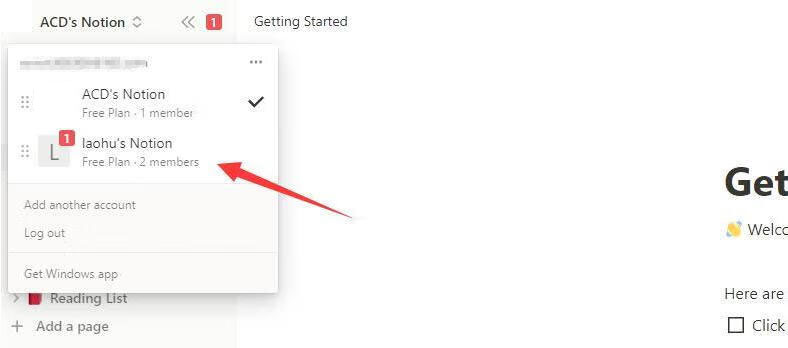 ACD's Notion
1
Getting Started
ACD's Notion
Free Plan · 1 member
1
L
laohu's Notion
Free Plan · 2 members
Add another account
Log out
Get Windows app
Reading List
Add a page
Get
👋 Welco
Here are
Click